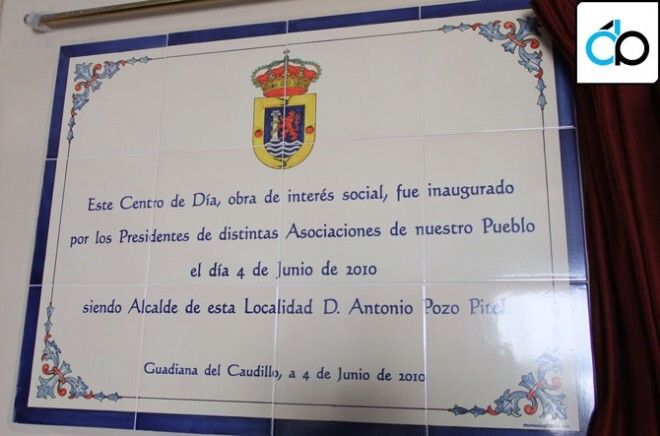 Este Centro de Día, obra de interés social, fue inaugurado
por los Presidentes de distintas Asociaciones de nuestro Pueblo
el día 4 de Junio de 2010
siendo Alcalde de esta Localidad D. Antonio Pozo
Guadiana del Caudillo, a 4 de Junio de 2010